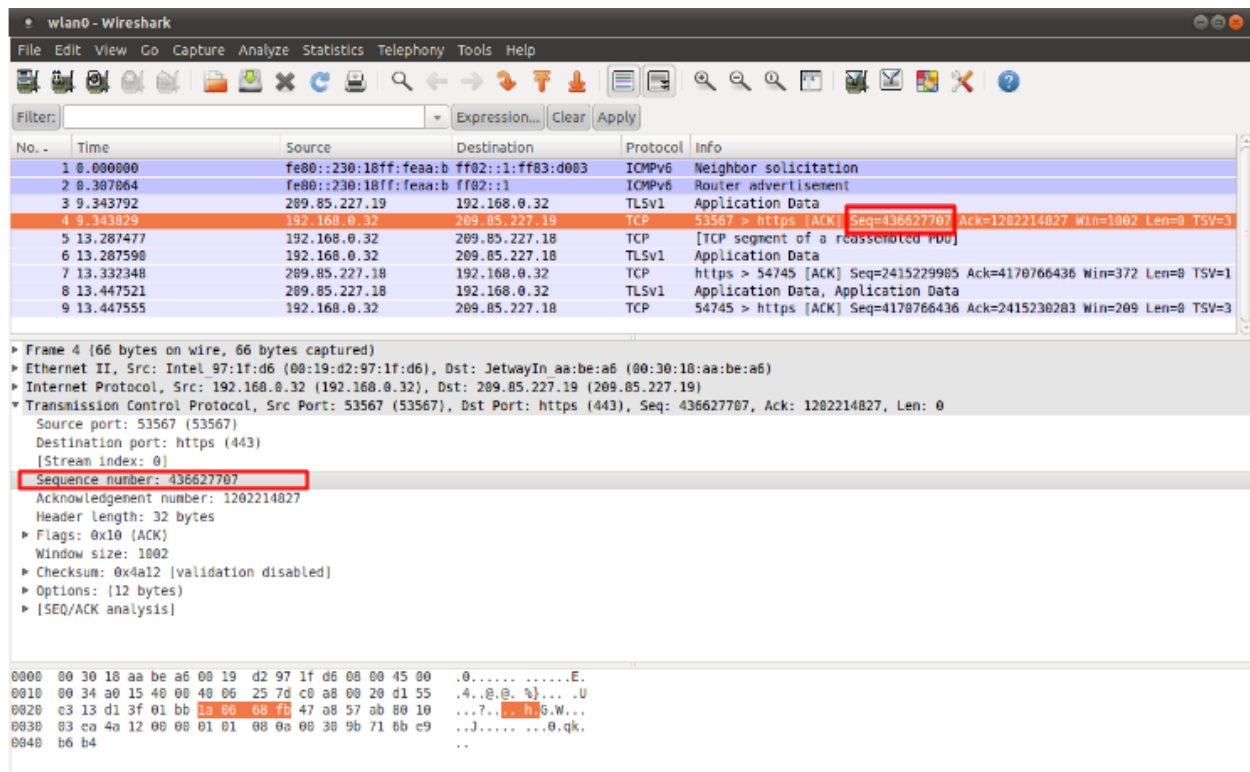 wlan0 - Wireshark
File Edit View Go Capture Analyze Statistics Telephony Tools Help
Filter: Expression... Clear Apply
No. . Time Source Destination Protocol Info
1 0.000000 fe80::230:18ff:feaa:b ff02::1:ff83:d003 ICMPv6 Neighbor solicitation
2 0.307064 fe80::230:18ff:feaa:b ff02::1 ICMPv6 Router advertisement
3 9.343792 209.85.227.19 192.168.0.32 TLSv1 Application Data
4 9.343829 192.168.0.32 209.85.227.19 TCP 53567 > https [ACK] Seq=436627707 Ack=1202214827 Win=1002 Len=0 TSV=3
5 13.287477 192.168.0.32 209.85.227.18 TCP [TCP segment of a reassembled PDU]
6 13.287590 192.168.0.32 209.85.227.18 TLSv1 Application Data
7 13.332348 209.85.227.18 192.168.0.32 TCP https > 54745 [ACK] Seq=2415229905 Ack=4170766436 Win=372 Len=0 TSV=1
8 13.447521 209.85.227.18 192.168.0.32 TLSv1 Application Data, Application Data
9 13.447555 192.168.0.32 209.85.227.18 TCP 54745 > https [ACK] Seq=4170766436 Ack=2415230283 Win=209 Len=0 TSV=3
Frame 4 (66 bytes on wire, 66 bytes captured)
Ethernet II, Src: Intel_97:1f:d6 (00:19:d2:97:1f:d6), Dst: JetwayIn_aa:be:a6 (00:30:18:aa:be:a6)
Internet Protocol, Src: 192.168.0.32 (192.168.0.32), Dst: 209.85.227.19 (209.85.227.19)
Transmission Control Protocol, Src Port: 53567 (53567), Dst Port: https (443), Seq: 436627707, Ack: 1202214827, Len: 0
Source port: 53567 (53567)
Destination port: https (443)
[Stream index: 0]
Sequence number: 436627707
Acknowledgement number: 1202214827
Header length: 32 bytes
Flags: 0x10 (ACK)
Window size: 1002
Checksum: 0x4a12 [validation disabled]
Options: (12 bytes)
[SEQ/ACK analysis]
0000 00 30 18 aa be a6 00 19 d2 97 1f d6 08 00 45 00 .0...... ......E.
0010 00 34 a0 15 40 00 40 06 25 7d c0 a8 00 20 d1 55 .4..@.@. %}... .U
0020 e3 13 d1 3f 01 bb 1a 06 68 fb 47 a8 57 ab 80 10 ...?.... h.G.W...
0030 03 ea 4a 12 00 00 01 01 08 0a 00 30 9b 71 6b e9 ..J..... ...0.qk.
0040 b6 b4 ..